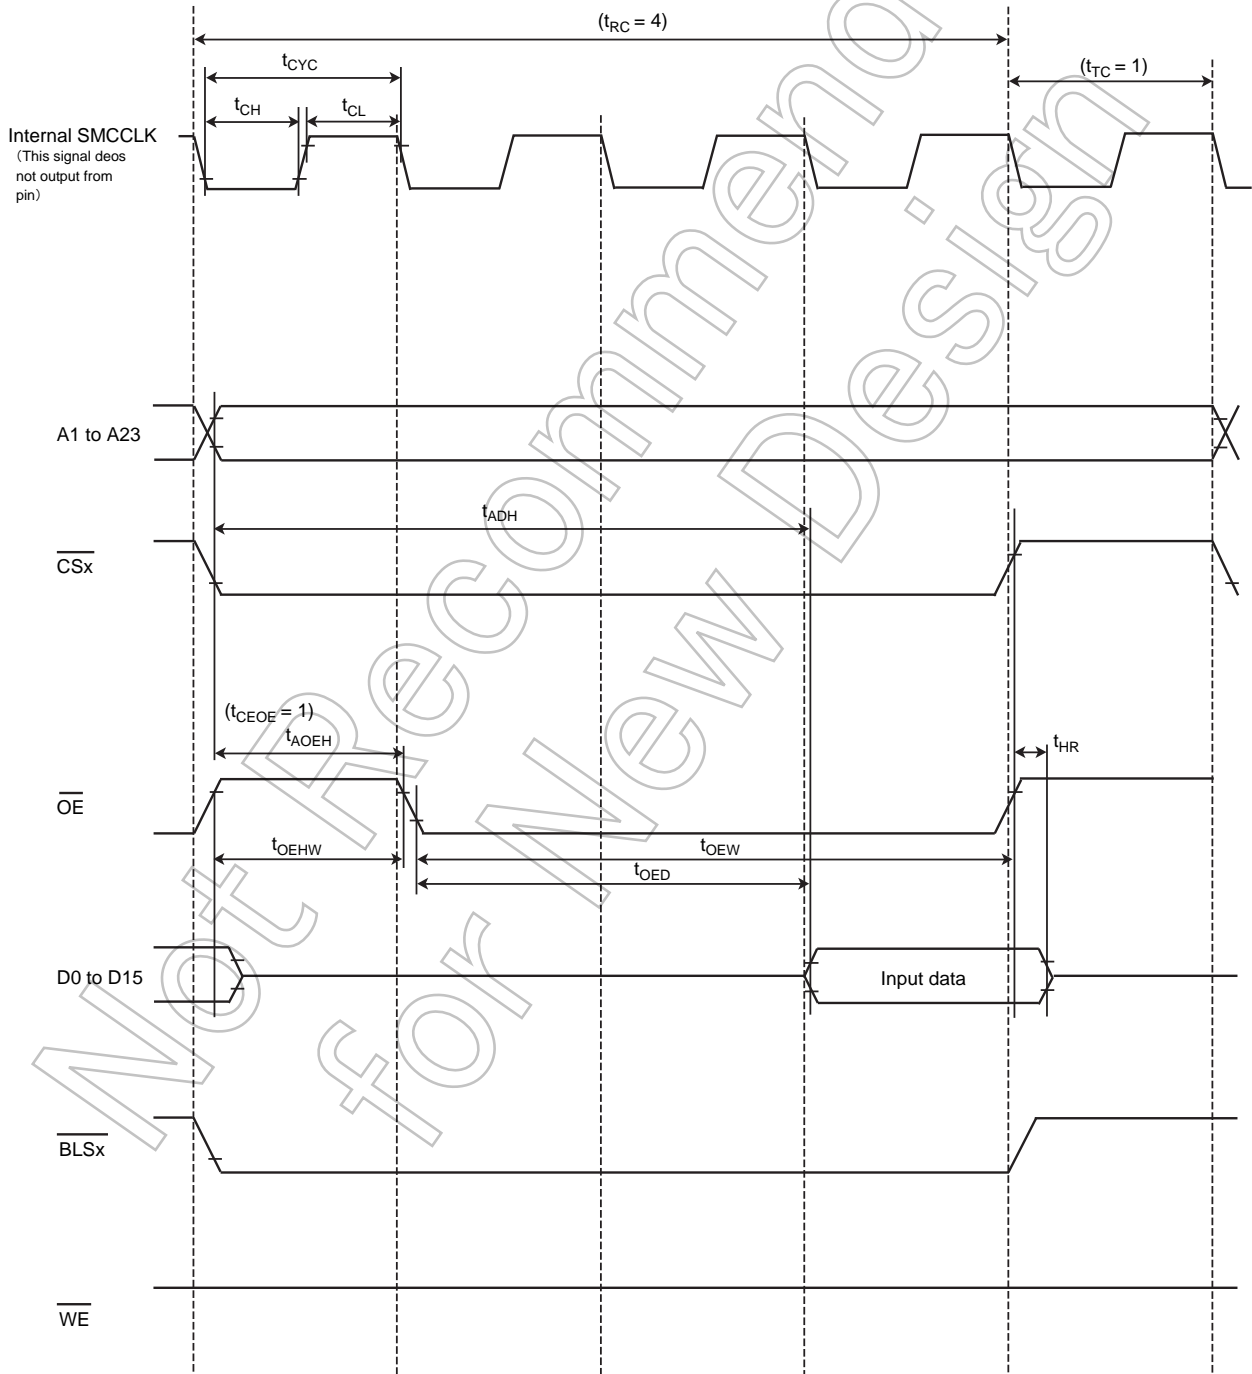 (tRC = 4)
tCYC
(tTC = 1)
tCH
tCL
Internal SMCCLK
(This signal deos
not output from
pin)
A1 to A23
tADH
CSx
(tCEOE = 1)
tAOEH
tHR
OE
tOEHW
tOEW
tOED
D0 to D15
Input data
BLSx
WE
Not Recommend
for New Design